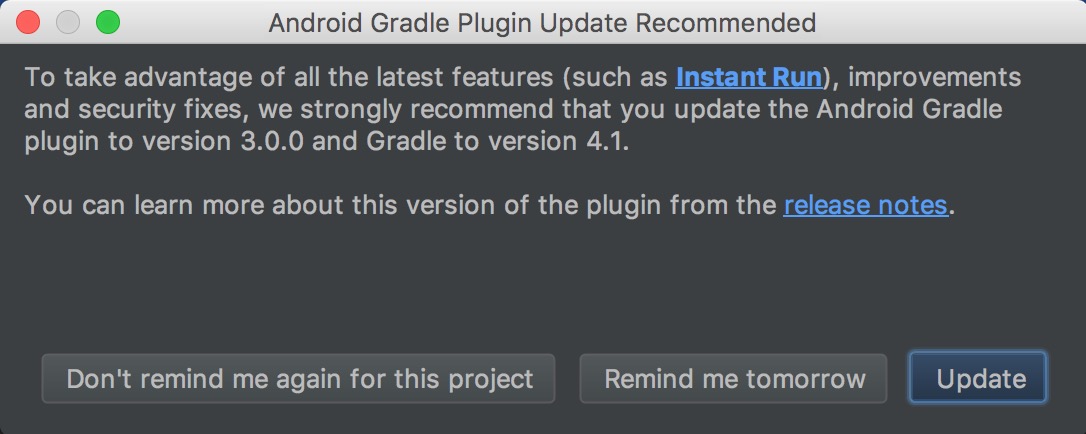 Android Gradle Plugin Update Recommended
To take advantage of all the latest features (such as Instant Run), improvements
and security fixes, we strongly recommend that you update the Android Gradle
plugin to version 3.0.0 and Gradle to version 4.1.
You can learn more about this version of the plugin from the release notes.
Don't remind me again for this project Remind me tomorrow Update